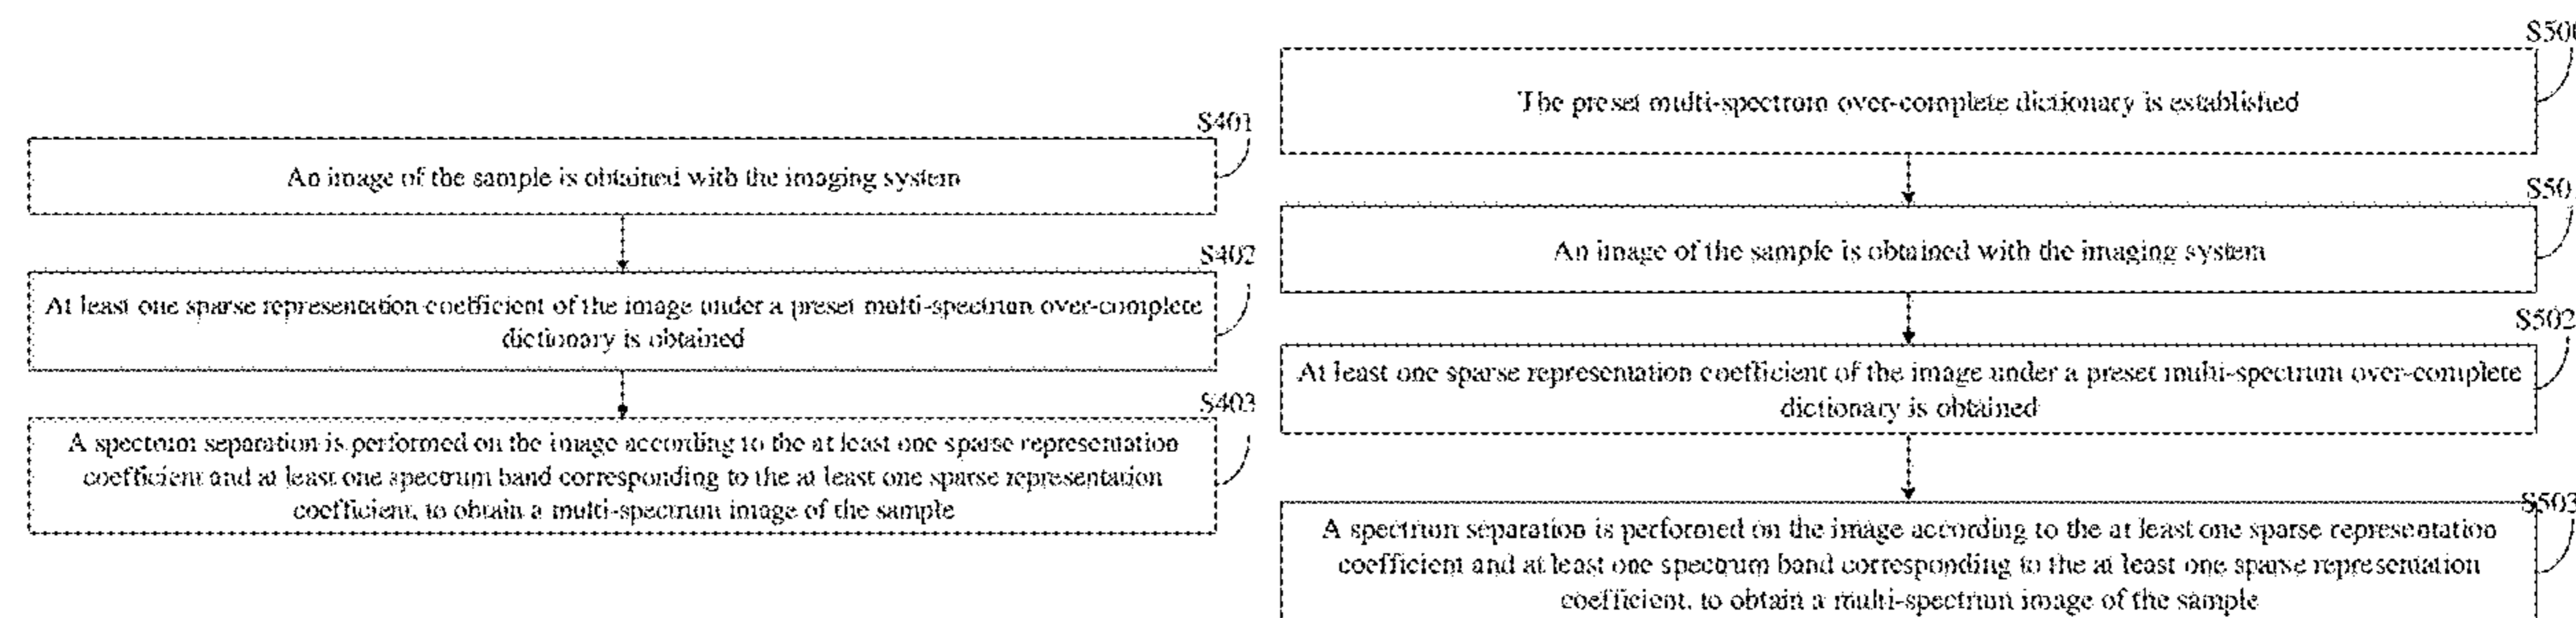 S401
An image of the sample is obtained with the imaging system
S402
At least one sparse representation coefficient of the image under a preset multi-spectrum over-complete
dictionary is obtained
S403
A spectrum separation is performed on the image according to the at least one sparse representation
coefficient and at least one spectrum band corresponding to the at least one sparse representation
coefficient, to obtain a multi-spectrum image of the sample
S500
The preset multi-spectrum over-complete dictionary is established
S50
An image of the sample is obtained with the imaging system
S502
At least one sparse representation coefficient of the image under a preset multi-spectrum over-complete
dictionary is obtained
S503
A spectrum separation is performed on the image according to the at least one sparse representation
coefficient and at least one spectrum band corresponding to the at least one sparse representation
coefficient, to obtain a multi-spectrum image of the sample